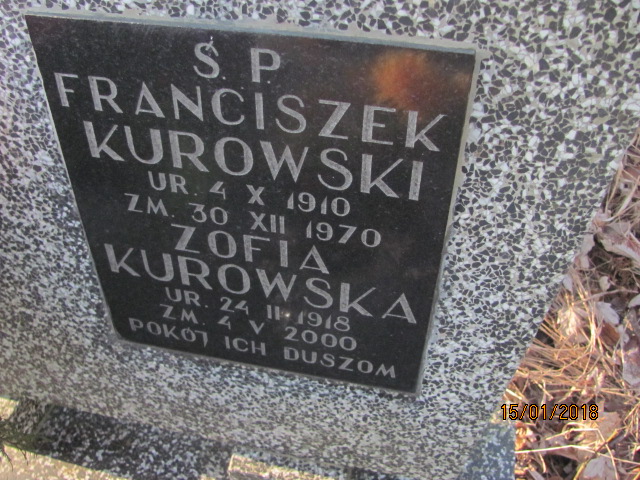 Ś. P.
FRANCISZEK
KUROWSKI
UR. 4 X 1910
ZM. 30 XII 1970
ZOFIA
KUROWSKA
UR. 24 II 1918
ZM. 4 V 2000
POKÓJ ICH DUSZOM
15/01/2018